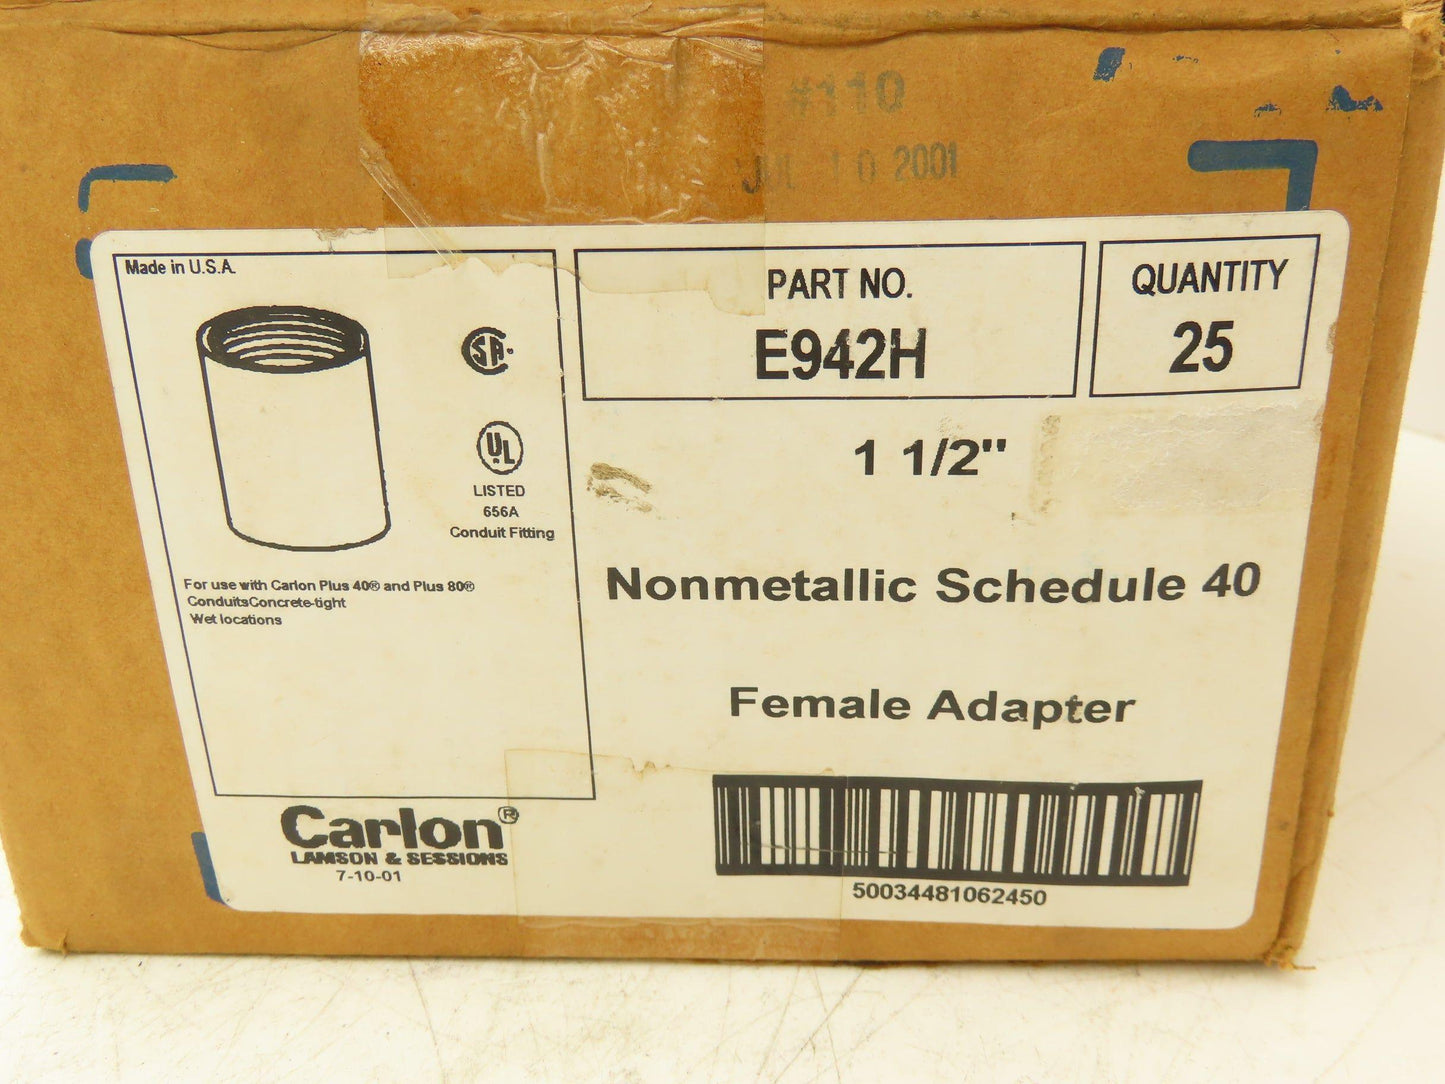 #110
JUL 10 2001
Made in U.S.A.
SA.
UL
LISTED
656A
Conduit Fitting
For use with Carlon Plus 40® and Plus 80®
ConduitsConcrete-tight
Wet locations
PART NO.
E942H
QUANTITY
25
1 1/2"
Nonmetallic Schedule 40
Female Adapter
Carlon®
LAMSON & SESSIONS
7-10-01
50034481062450